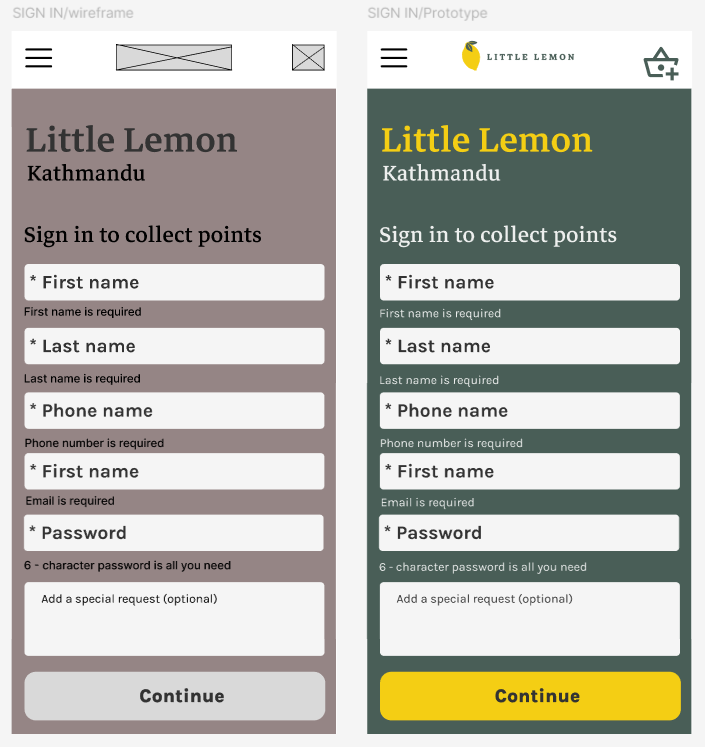 SIGN IN/wireframe
Little Lemon
Kathmandu
Sign in to collect points
* First name
First name is required
* Last name
Last name is required
* Phone name
Phone number is required
* First name
Email is required
* Password
6 - character password is all you need
Add a special request (optional)
Continue
SIGN IN/Prototype
LITTLE LEMON
Little Lemon
Kathmandu
Sign in to collect points
* First name
First name is required
* Last name
Last name is required
* Phone name
Phone number is required
* First name
Email is required
* Password
6 - character password is all you need
Add a special request (optional)
Continue